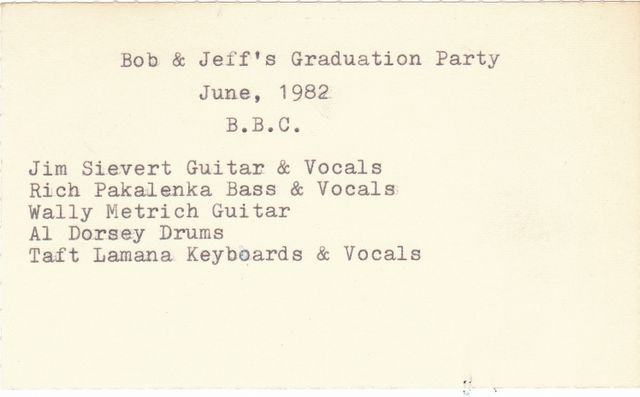 Bob & Jeff's Graduation Party
June, 1982
B.B.C.
Jim Sievert Guitar & Vocals
Rich Pakalenka Bass & Vocals
Wally Metrich Guitar
Al Dorsey Drums
Taft Lamana Keyboards & Vocals